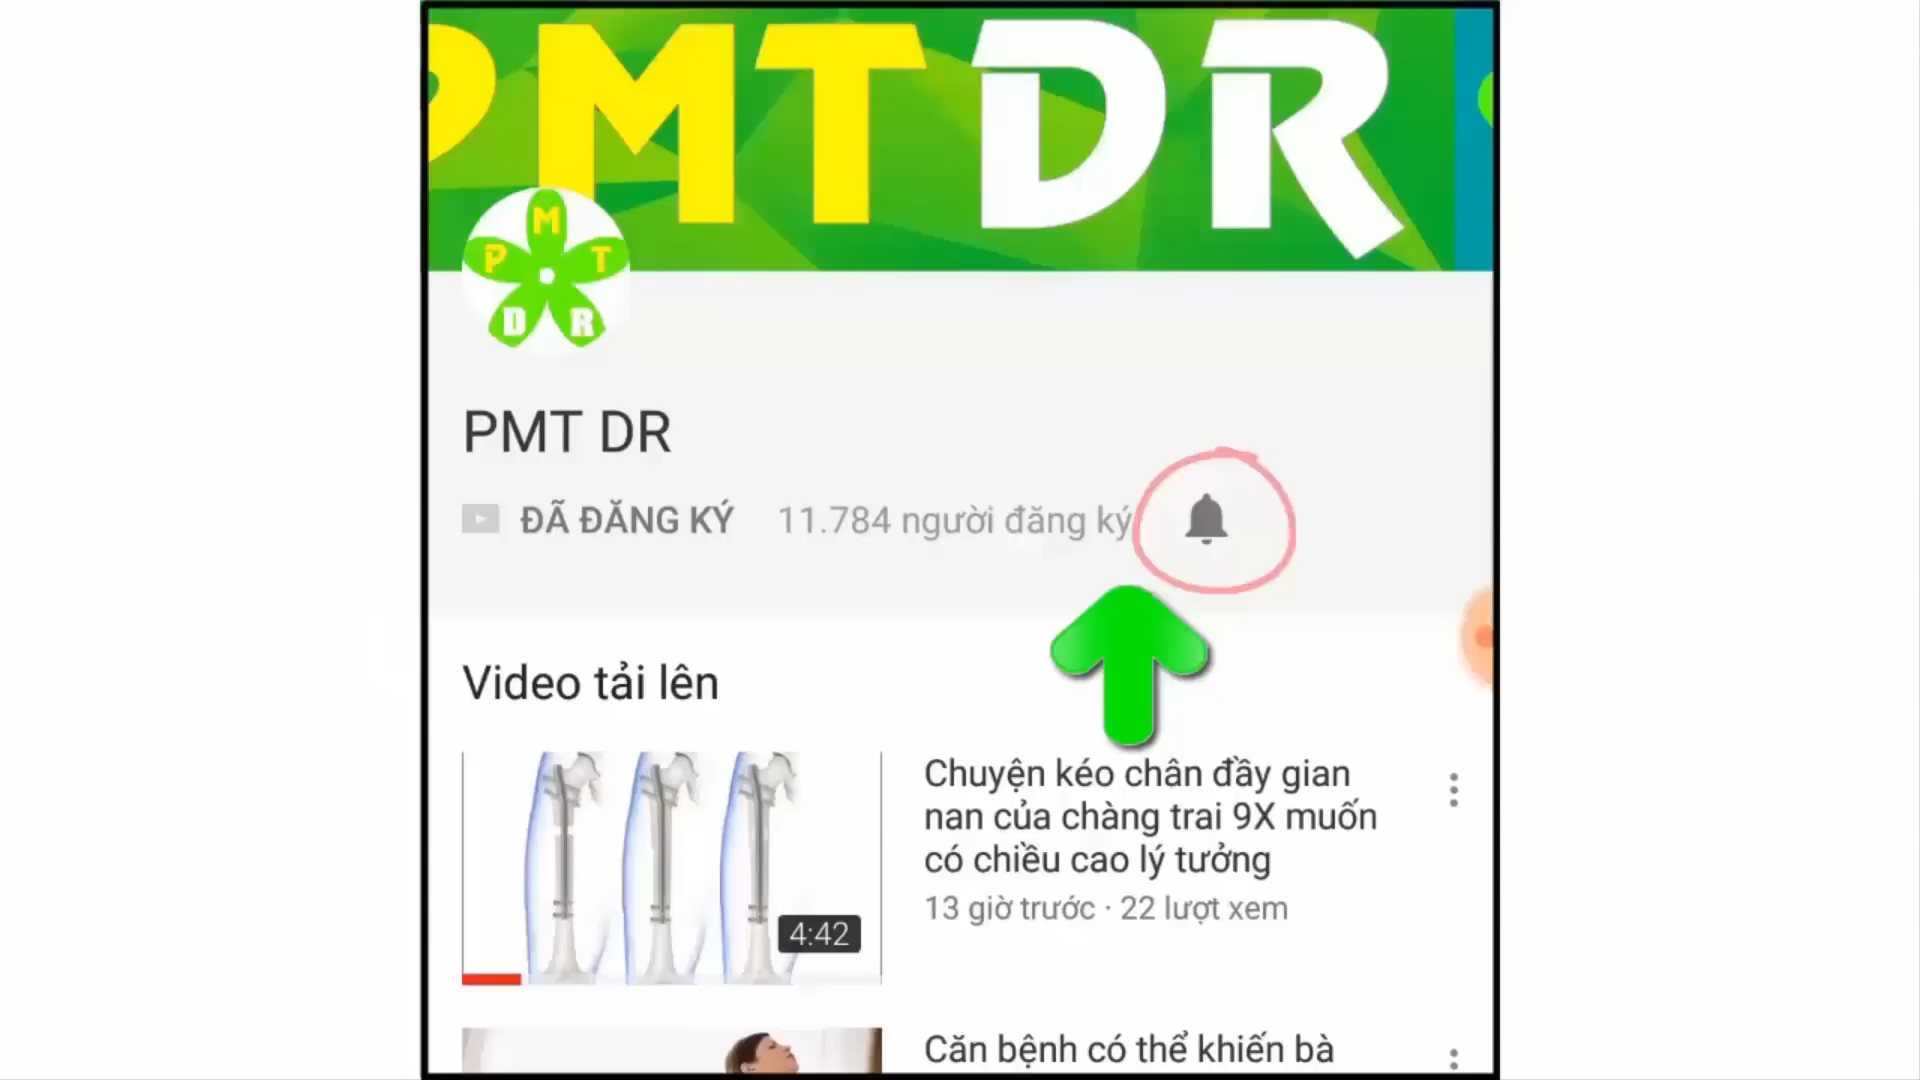 PMTDR
M
P T
D R
PMT DR
ĐÃ ĐĂNG KÝ 11.784 người đăng ký
Video tải lên
Chuyện kéo chân đầy gian
nan của chàng trai 9X muốn
có chiều cao lý tưởng
13 giờ trước · 22 lượt xem
4:42
Căn bệnh có thể khiến bà